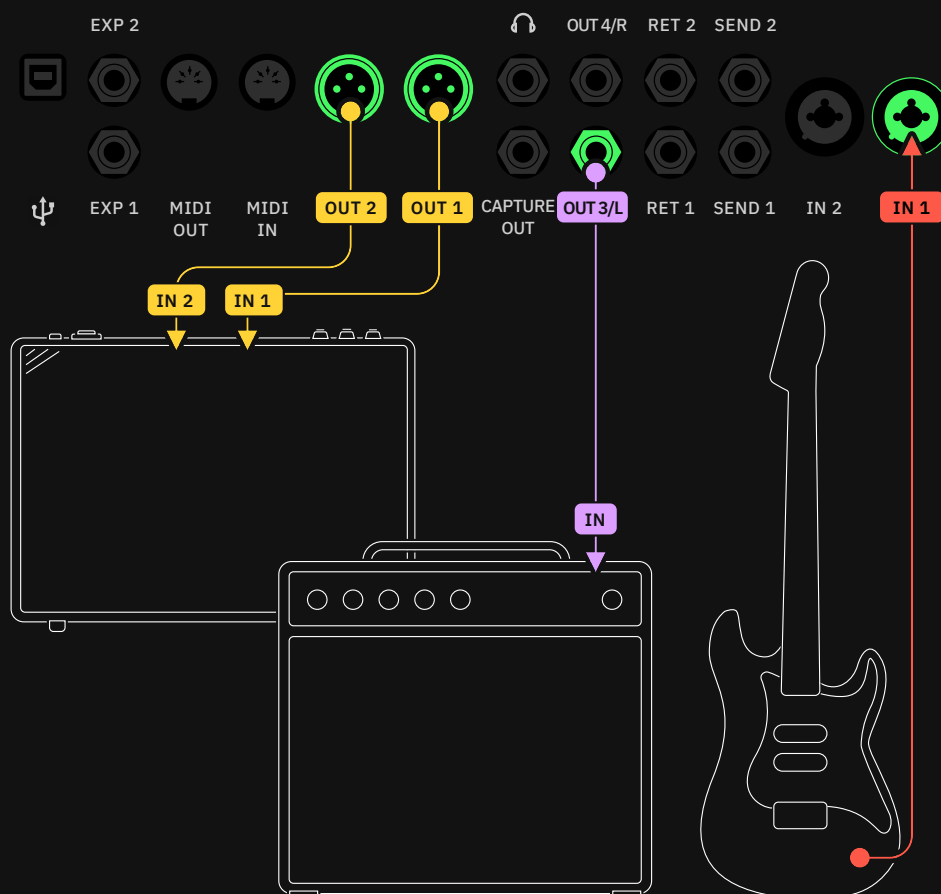 EXP 2
OUT 4/R
RET 2
SEND 2
EXP 1
MIDI
OUT
MIDI
IN
OUT 2
OUT 1
CAPTURE
OUT
OUT 3/L
RET 1
SEND 1
IN 2
IN 1
IN 2
IN 1
IN